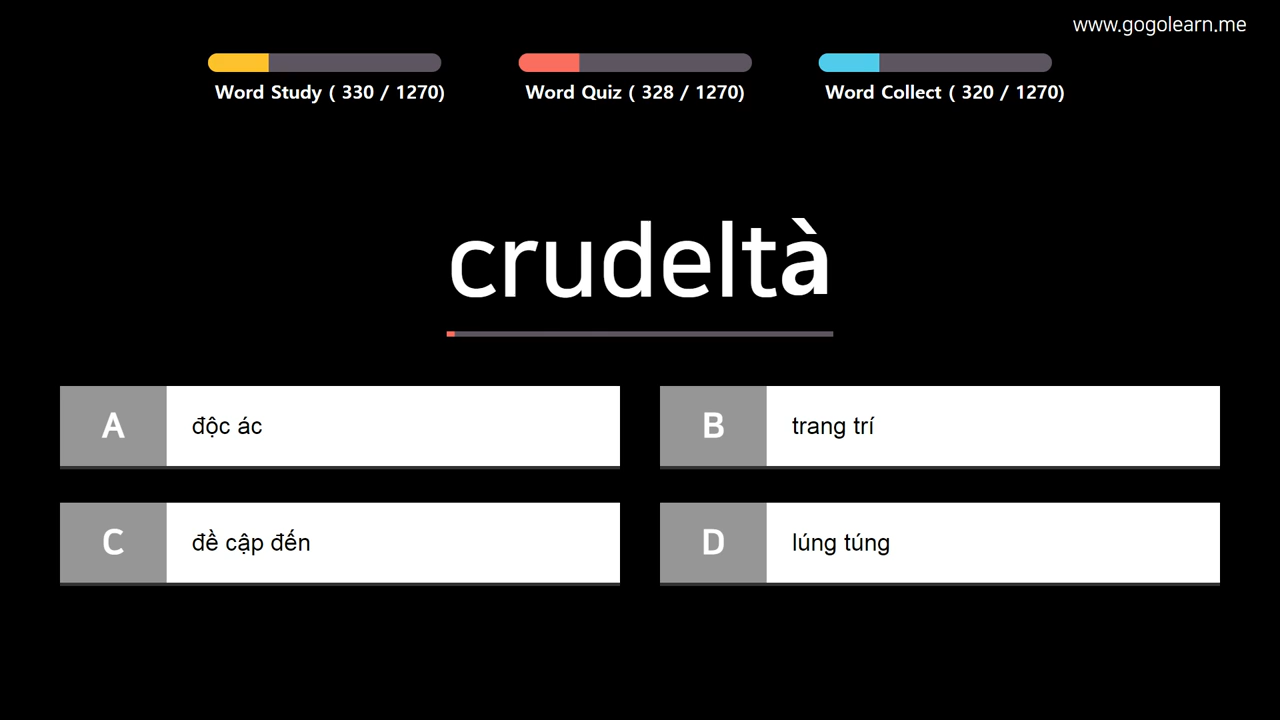 www.gogolearn.me
Word Study ( 330 / 1270)
Word Quiz ( 328 / 1270)
Word Collect ( 320 / 1270)
crudeltà
A độc ác
B trang trí
C đề cập đến
D lúng túng